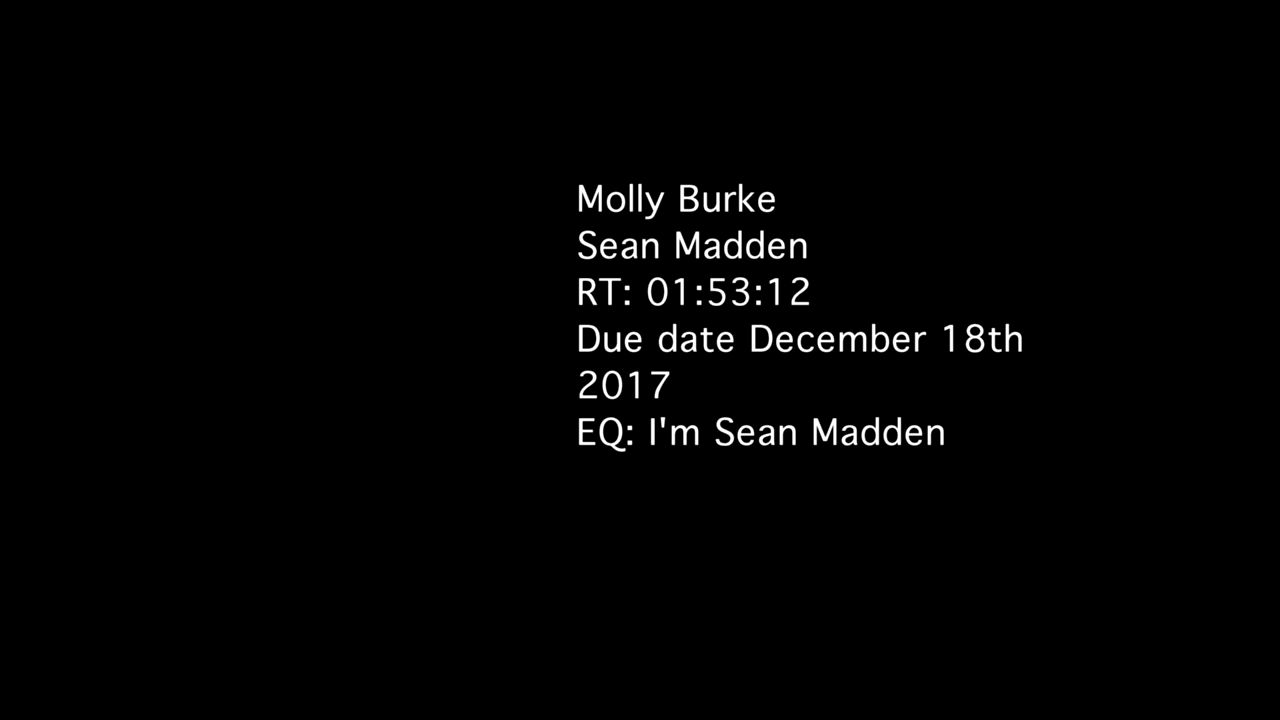 Molly Burke
Sean Madden
RT: 01:53:12
Due date December 18th
2017
EQ: I'm Sean Madden